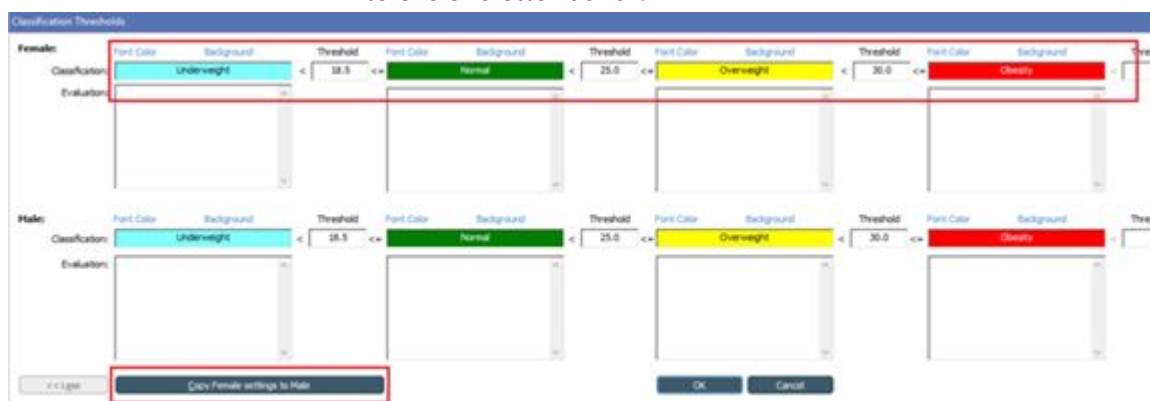 Classification Thresholds
Female: Font Color Background Threshold Font Color Background Threshold Font Color Background Threshold Font Color Background
Classification: Underweight < 18.5 <= Normal < 25.0 <= Overweight < 30.0 <= Obesity <
Evaluation:
Male: Font Color Background Threshold Font Color Background Threshold Font Color Background Threshold Font Color Background
Classification: Underweight < 18.5 <= Normal < 25.0 <= Overweight < 30.0 <= Obesity <
Evaluation:
Copy Female settings to Male OK Cancel